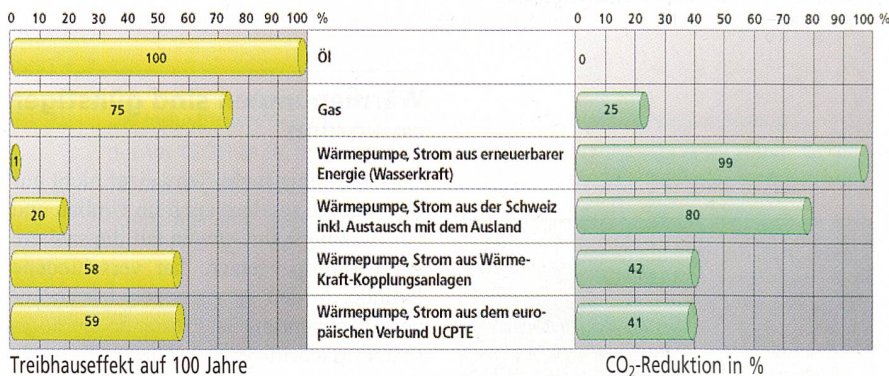 0 10 20 30 40 50 60 70 80 90 100 %
0 10 20 30 40 50 60 70 80 90 100 %
100
Öl
0
75
Gas
25
1
Wärmepumpe, Strom aus erneuerbarer
Energie (Wasserkraft)
99
20
Wärmepumpe, Strom aus der Schweiz
inkl. Austausch mit dem Ausland
80
58
Wärmepumpe, Strom aus Wärme-
Kraft-Kopplungsanlagen
42
59
Wärmepumpe, Strom aus dem euro-
päischen Verbund UCPTE
41
Treibhauseffekt auf 100 Jahre
CO₂-Reduktion in %